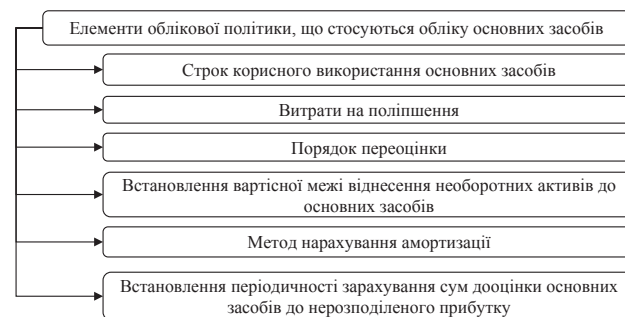 Елементи облікової політики, що стосуються обліку основних засобів
Строк корисного використання основних засобів
Витрати на поліпшення
Порядок переоцінки
Встановлення вартісної межі віднесення необоротних активів до
основних засобів
Метод нарахування амортизації
Встановлення періодичності зарахування сум дооцінки основних
засобів до нерозподіленого прибутку